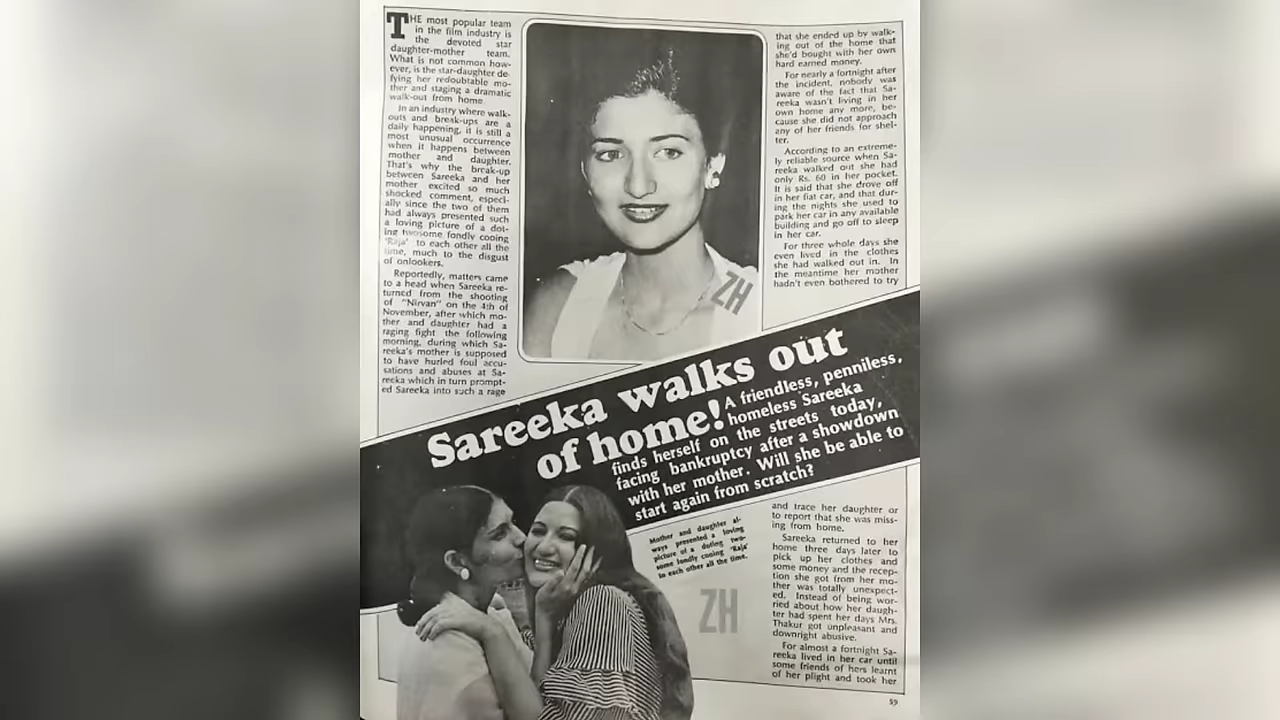 THE most popular team
in the film industry is
the devoted star
daughter-mother team.
What is not common how-
ever, is the star-daughter de-
fying her redoubtable mo-
ther and staging a dramatic
walk-out from home.
In an industry where walk-
outs and break-ups are a
daily happening, it is still a
most unusual occurrence
when it happens between
mother and daughter.
That's why the break-up
between Sareeka and her
mother excited so much
shocked comment, especi-
ally since the two of them
had always presented such
a loving picture of a dot-
ing twosome fondly cooing
'Raja' to each other all the
time, much to the disgust
of onlookers.
Reportedly, matters came
to a head when Sareeka re-
turned from the shooting
of "Nirvan" on the 4th of
November, after which mo-
ther and daughter had a
raging fight the following
morning, during which Sa-
reeka's mother is supposed
to have hurled foul accu-
sations and abuses at Sa-
reeka which in turn prompt-
ed Sareeka into such a rage
that she ended up by walk-
ing out of the home that
she'd bought with her own
hard earned money.
For nearly a fortnight after
the incident, nobody was
aware of the fact that Sa-
reeka wasn't living in her
own home any more, be-
cause she did not approach
any of her friends for shel-
ter.
According to an extreme-
ly reliable source when Sa-
reeka walked out she had
only Rs. 60 in her pocket.
It is said that she drove off
in her fiat car, and that dur-
ing the nights she used to
park her car in any available
building and go off to sleep
in her car.
For three whole days she
even lived in the clothes
she had walked out in. In
the meantime her mother
hadn't even bothered to try
ZH
Sareeka walks out
of home!
A friendless, penniless,
homeless Sareeka
finds herself on the streets today,
facing bankruptcy after a showdown
with her mother. Will she be able to
start again from scratch?
Mother and daughter al-
ways presented a loving
picture of a doting two-
some fondly cooing 'Raja'
to each other all the time.
ZH
and trace her daughter or
to report that she was miss-
ing from home.
Sareeka returned to her
home three days later to
pick up her clothes and
some money and the recep-
tion she got from her mo-
ther was totally unexpect-
ed. Instead of being wor-
ried about how her daugh-
ter had spent her days Mrs.
Thakur got unpleasant and
downright abusive.
For almost a fortnight Sa-
reeka lived in her car until
some friends of hers learnt
of her plight and took her
59